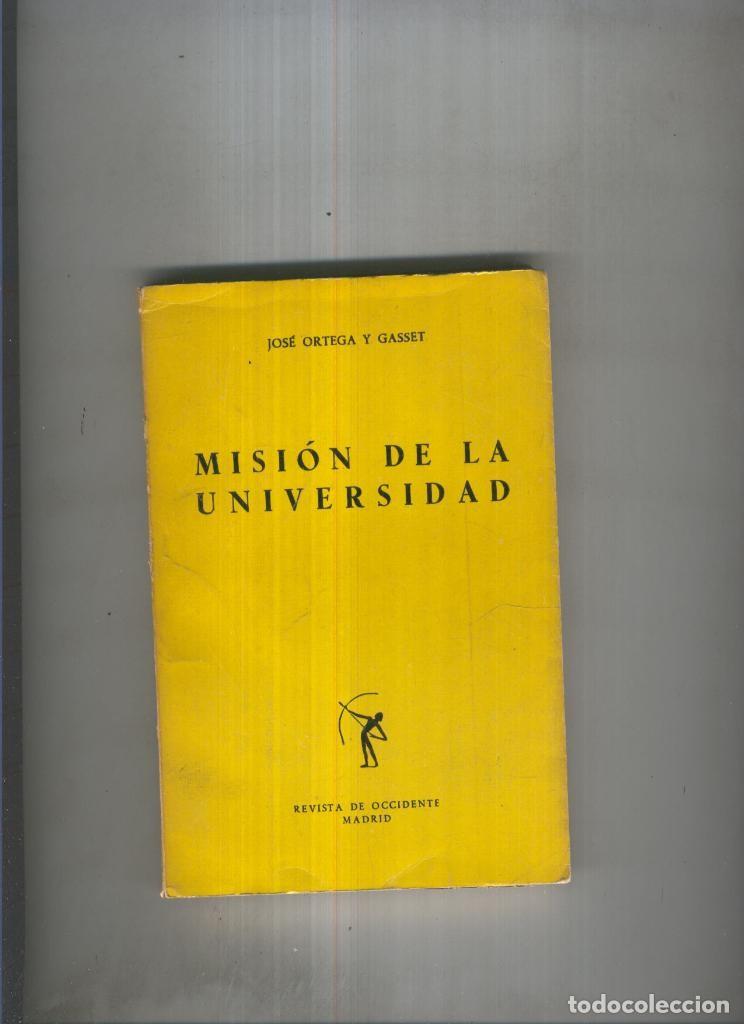 JOSÉ ORTEGA Y GASSET
MISIÓN DE LA
UNIVERSIDAD
REVISTA DE OCCIDENTE
MADRID
todocoleccion